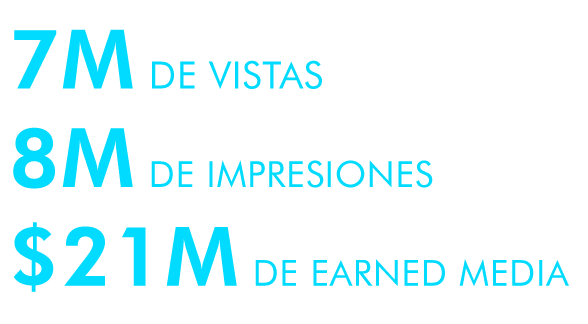 7M DE VISTAS
8M DE IMPRESIONES
$21M DE EARNED MEDIA